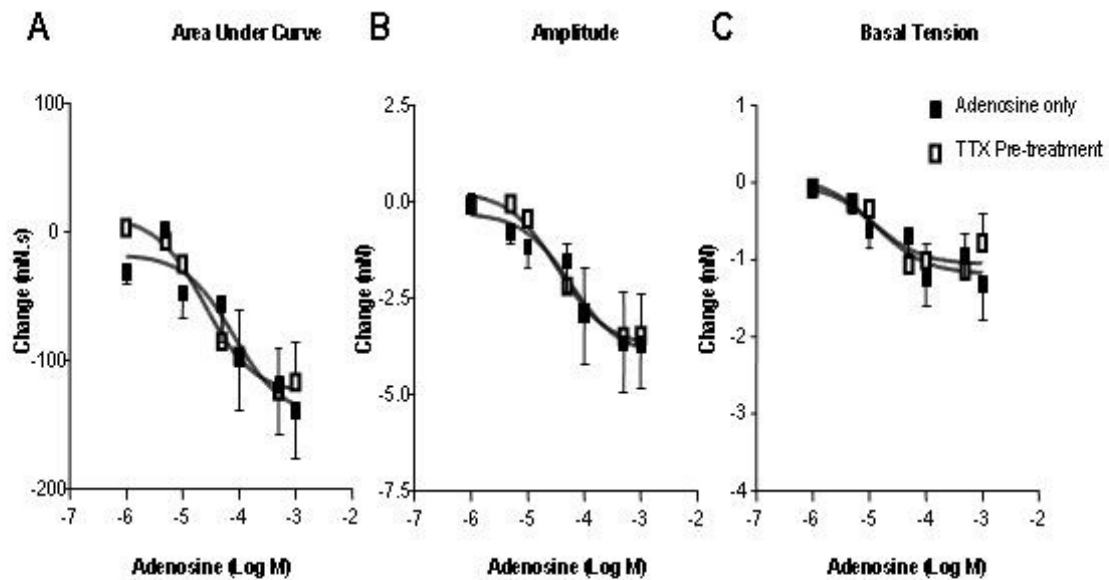 A
Area Under Curve
B
Amplitude
C
Basal Tension
100
0
-100
-200
Change (mN.s)
-7 -6 -5 -4 -3 -2
Adenosine (Log M)
2.5
0.0
-2.5
-5.0
-7.5
Change (mN)
-7 -6 -5 -4 -3 -2
Adenosine (Log M)
1
0
-1
-2
-3
-4
Change (mN)
-7 -6 -5 -4 -3 -2
Adenosine (Log M)
Adenosine only
TTX Pre-treatment